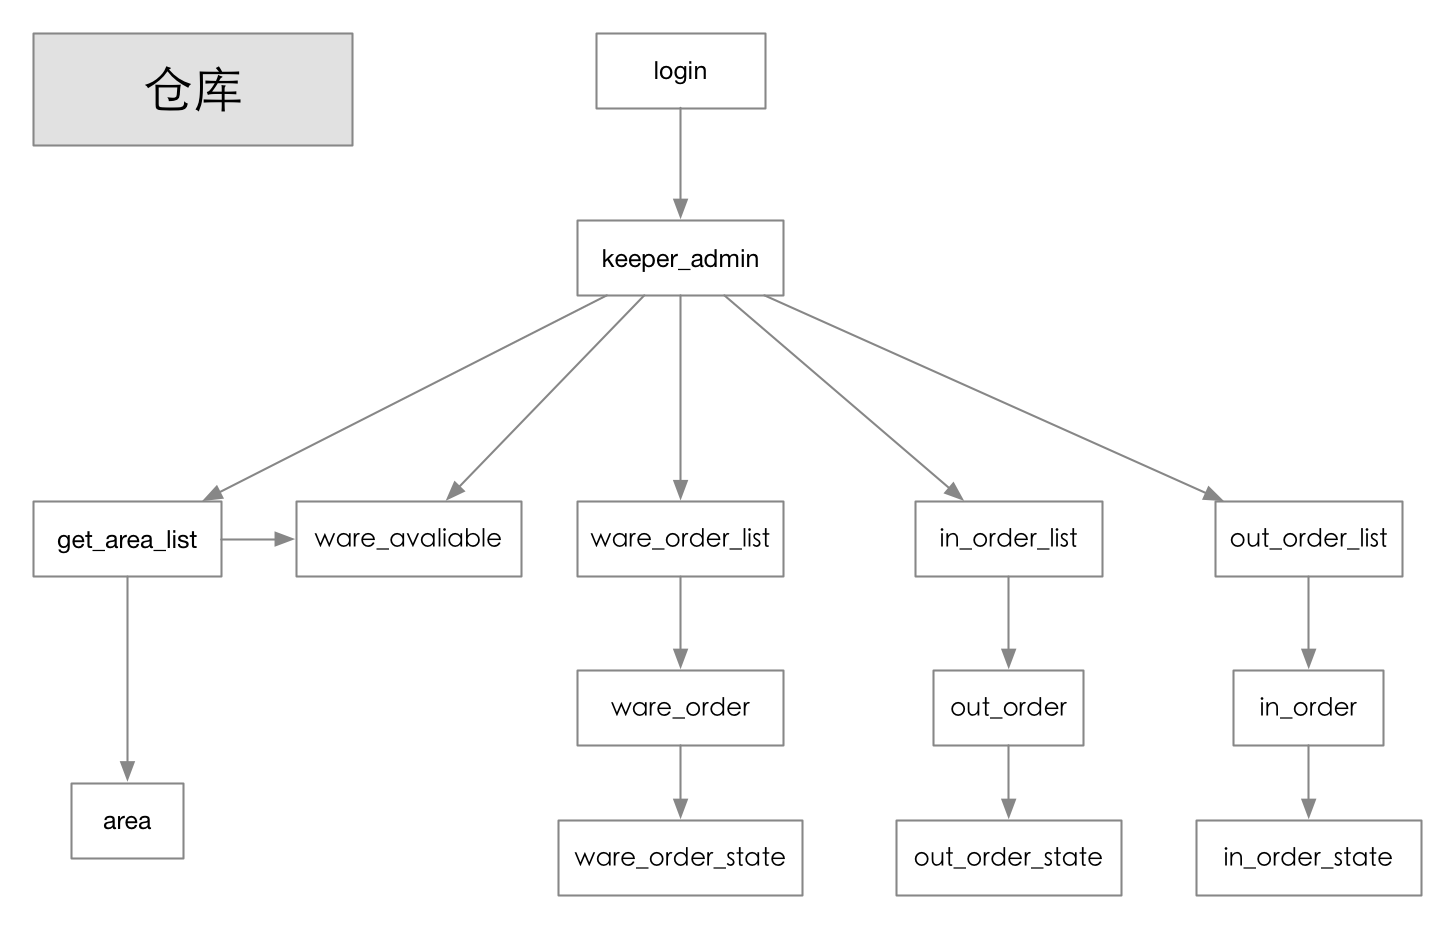 仓库
login
keeper_admin
get_area_list
ware_avaliable
ware_order_list
in_order_list
out_order_list
ware_order
out_order
in_order
area
ware_order_state
out_order_state
in_order_state